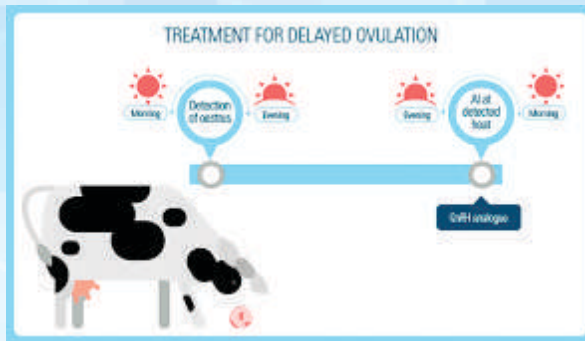 TREATMENT FOR DELAYED OVULATION
Morning
Detection
of oestrus
Evening
Evening
AI at
detected
heat
Morning
GnRH analogue